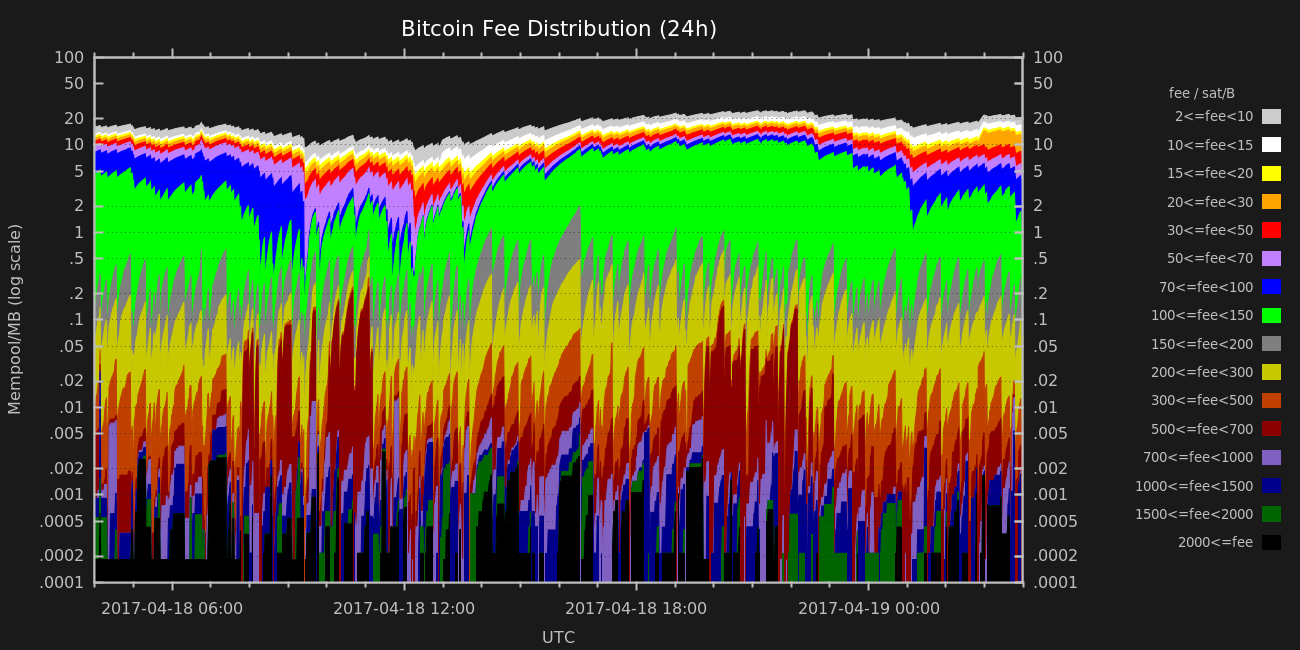 Bitcoin Fee Distribution (24h)
100 100
50 50
20 20
10 10
5 5
2 2
1 1
.5 .5
.2 .2
.1 .1
.05 .05
.02 .02
.01 .01
.005 .005
.002 .002
.001 .001
.0005 .0005
.0002 .0002
.0001 .0001
Mempool/MB (log scale)
2017-04-18 06:00 2017-04-18 12:00 2017-04-18 18:00 2017-04-19 00:00
UTC
fee / sat/B
2<=fee<10
10<=fee<15
15<=fee<20
20<=fee<30
30<=fee<50
50<=fee<70
70<=fee<100
100<=fee<150
150<=fee<200
200<=fee<300
300<=fee<500
500<=fee<700
700<=fee<1000
1000<=fee<1500
1500<=fee<2000
2000<=fee